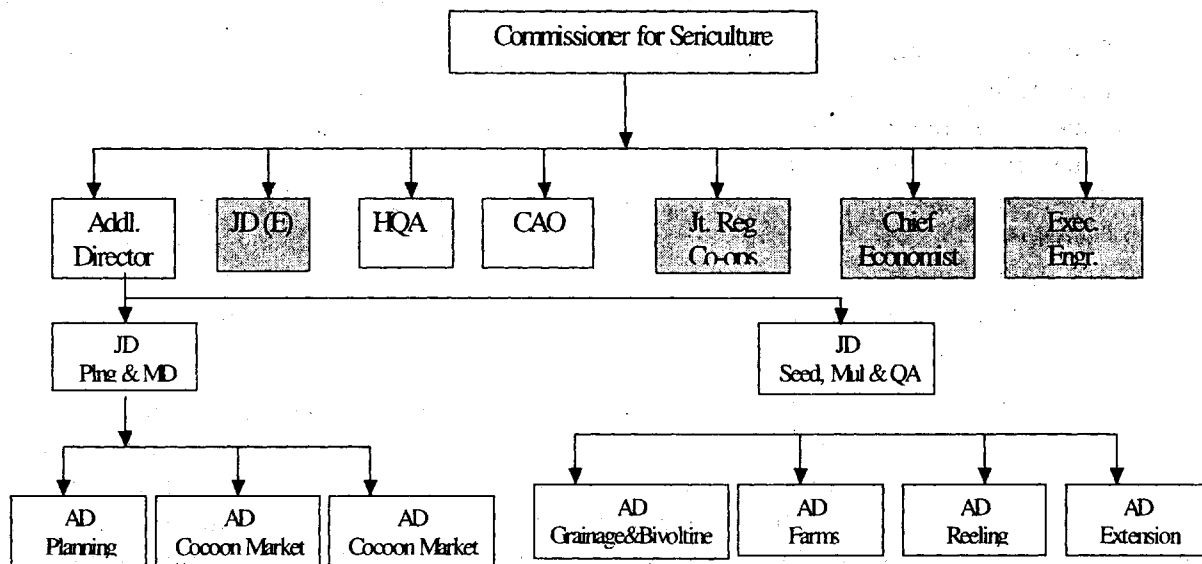 Commissioner for Sericulture
Addl.
Director
JD (E)
HQA
CAO
Jt. Reg
Co-ops
Chief
Economist
Exec.
Engr.
JD
Plng & MD
JD
Seed, Mul & QA
AD
Planning
AD
Cocoon Market
AD
Cocoon Market
AD
Grainage&Bivoltine
AD
Farms
AD
Reeling
AD
Extension